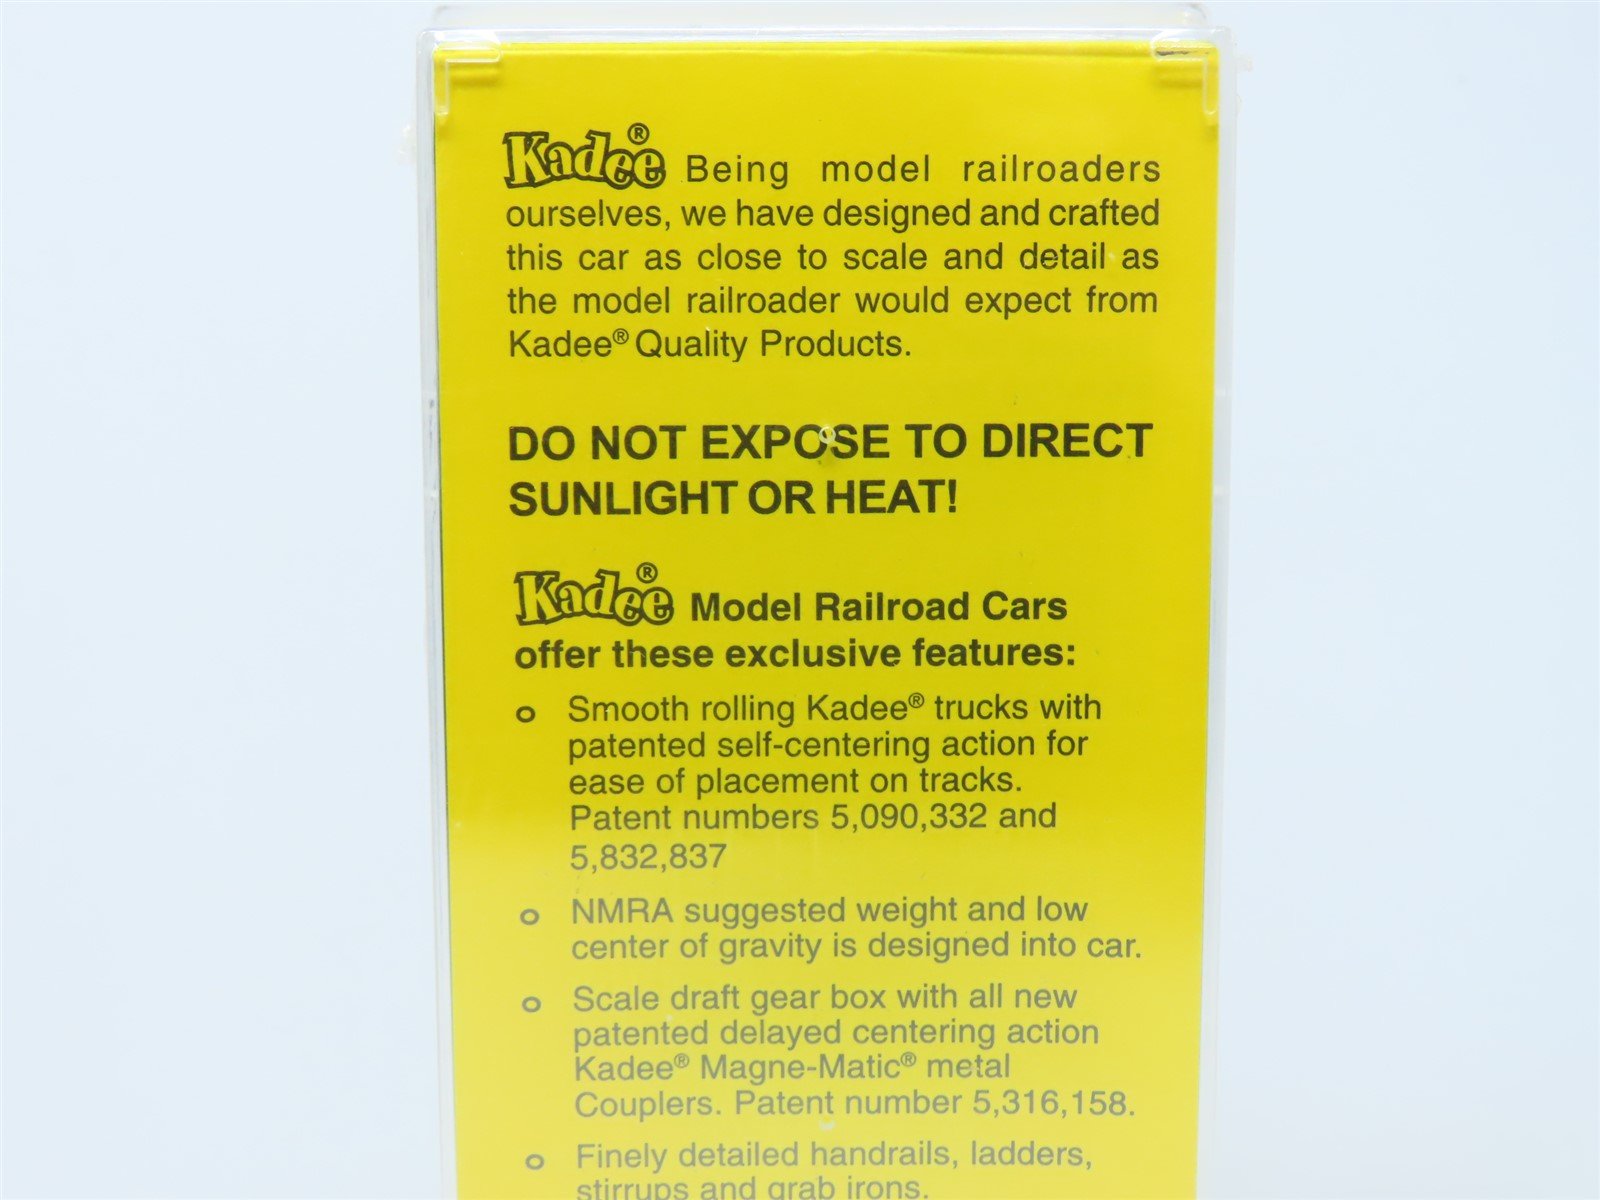 Kadee® Being model railroaders
ourselves, we have designed and crafted
this car as close to scale and detail as
the model railroader would expect from
Kadee® Quality Products.
DO NOT EXPOSE TO DIRECT
SUNLIGHT OR HEAT!
Kadee® Model Railroad Cars
offer these exclusive features:
o Smooth rolling Kadee® trucks with
patented self-centering action for
ease of placement on tracks.
Patent numbers 5,090,332 and
5,832,837
o NMRA suggested weight and low
center of gravity is designed into car.
o Scale draft gear box with all new
patented delayed centering action
Kadee® Magne-Matic® metal
Couplers. Patent number 5,316,158.
o Finely detailed handrails, ladders,
stirrups and grab irons.